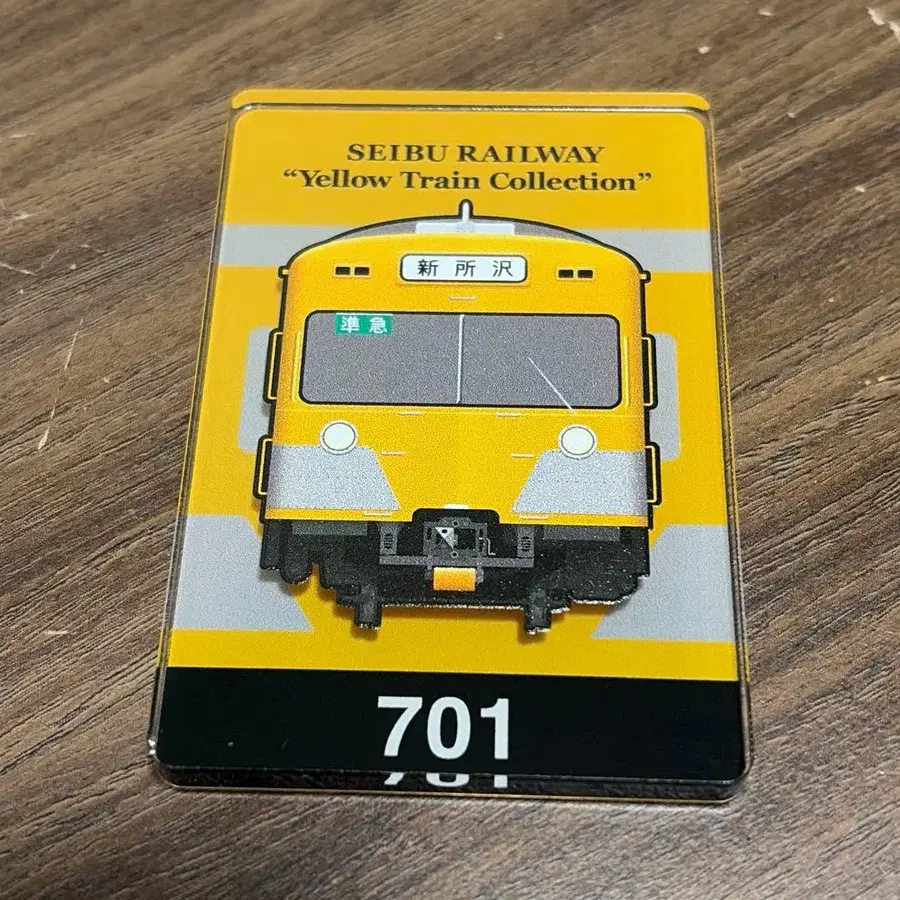 SEIBU RAILWAY
“Yellow Train Collection”
新所沢
準急
701